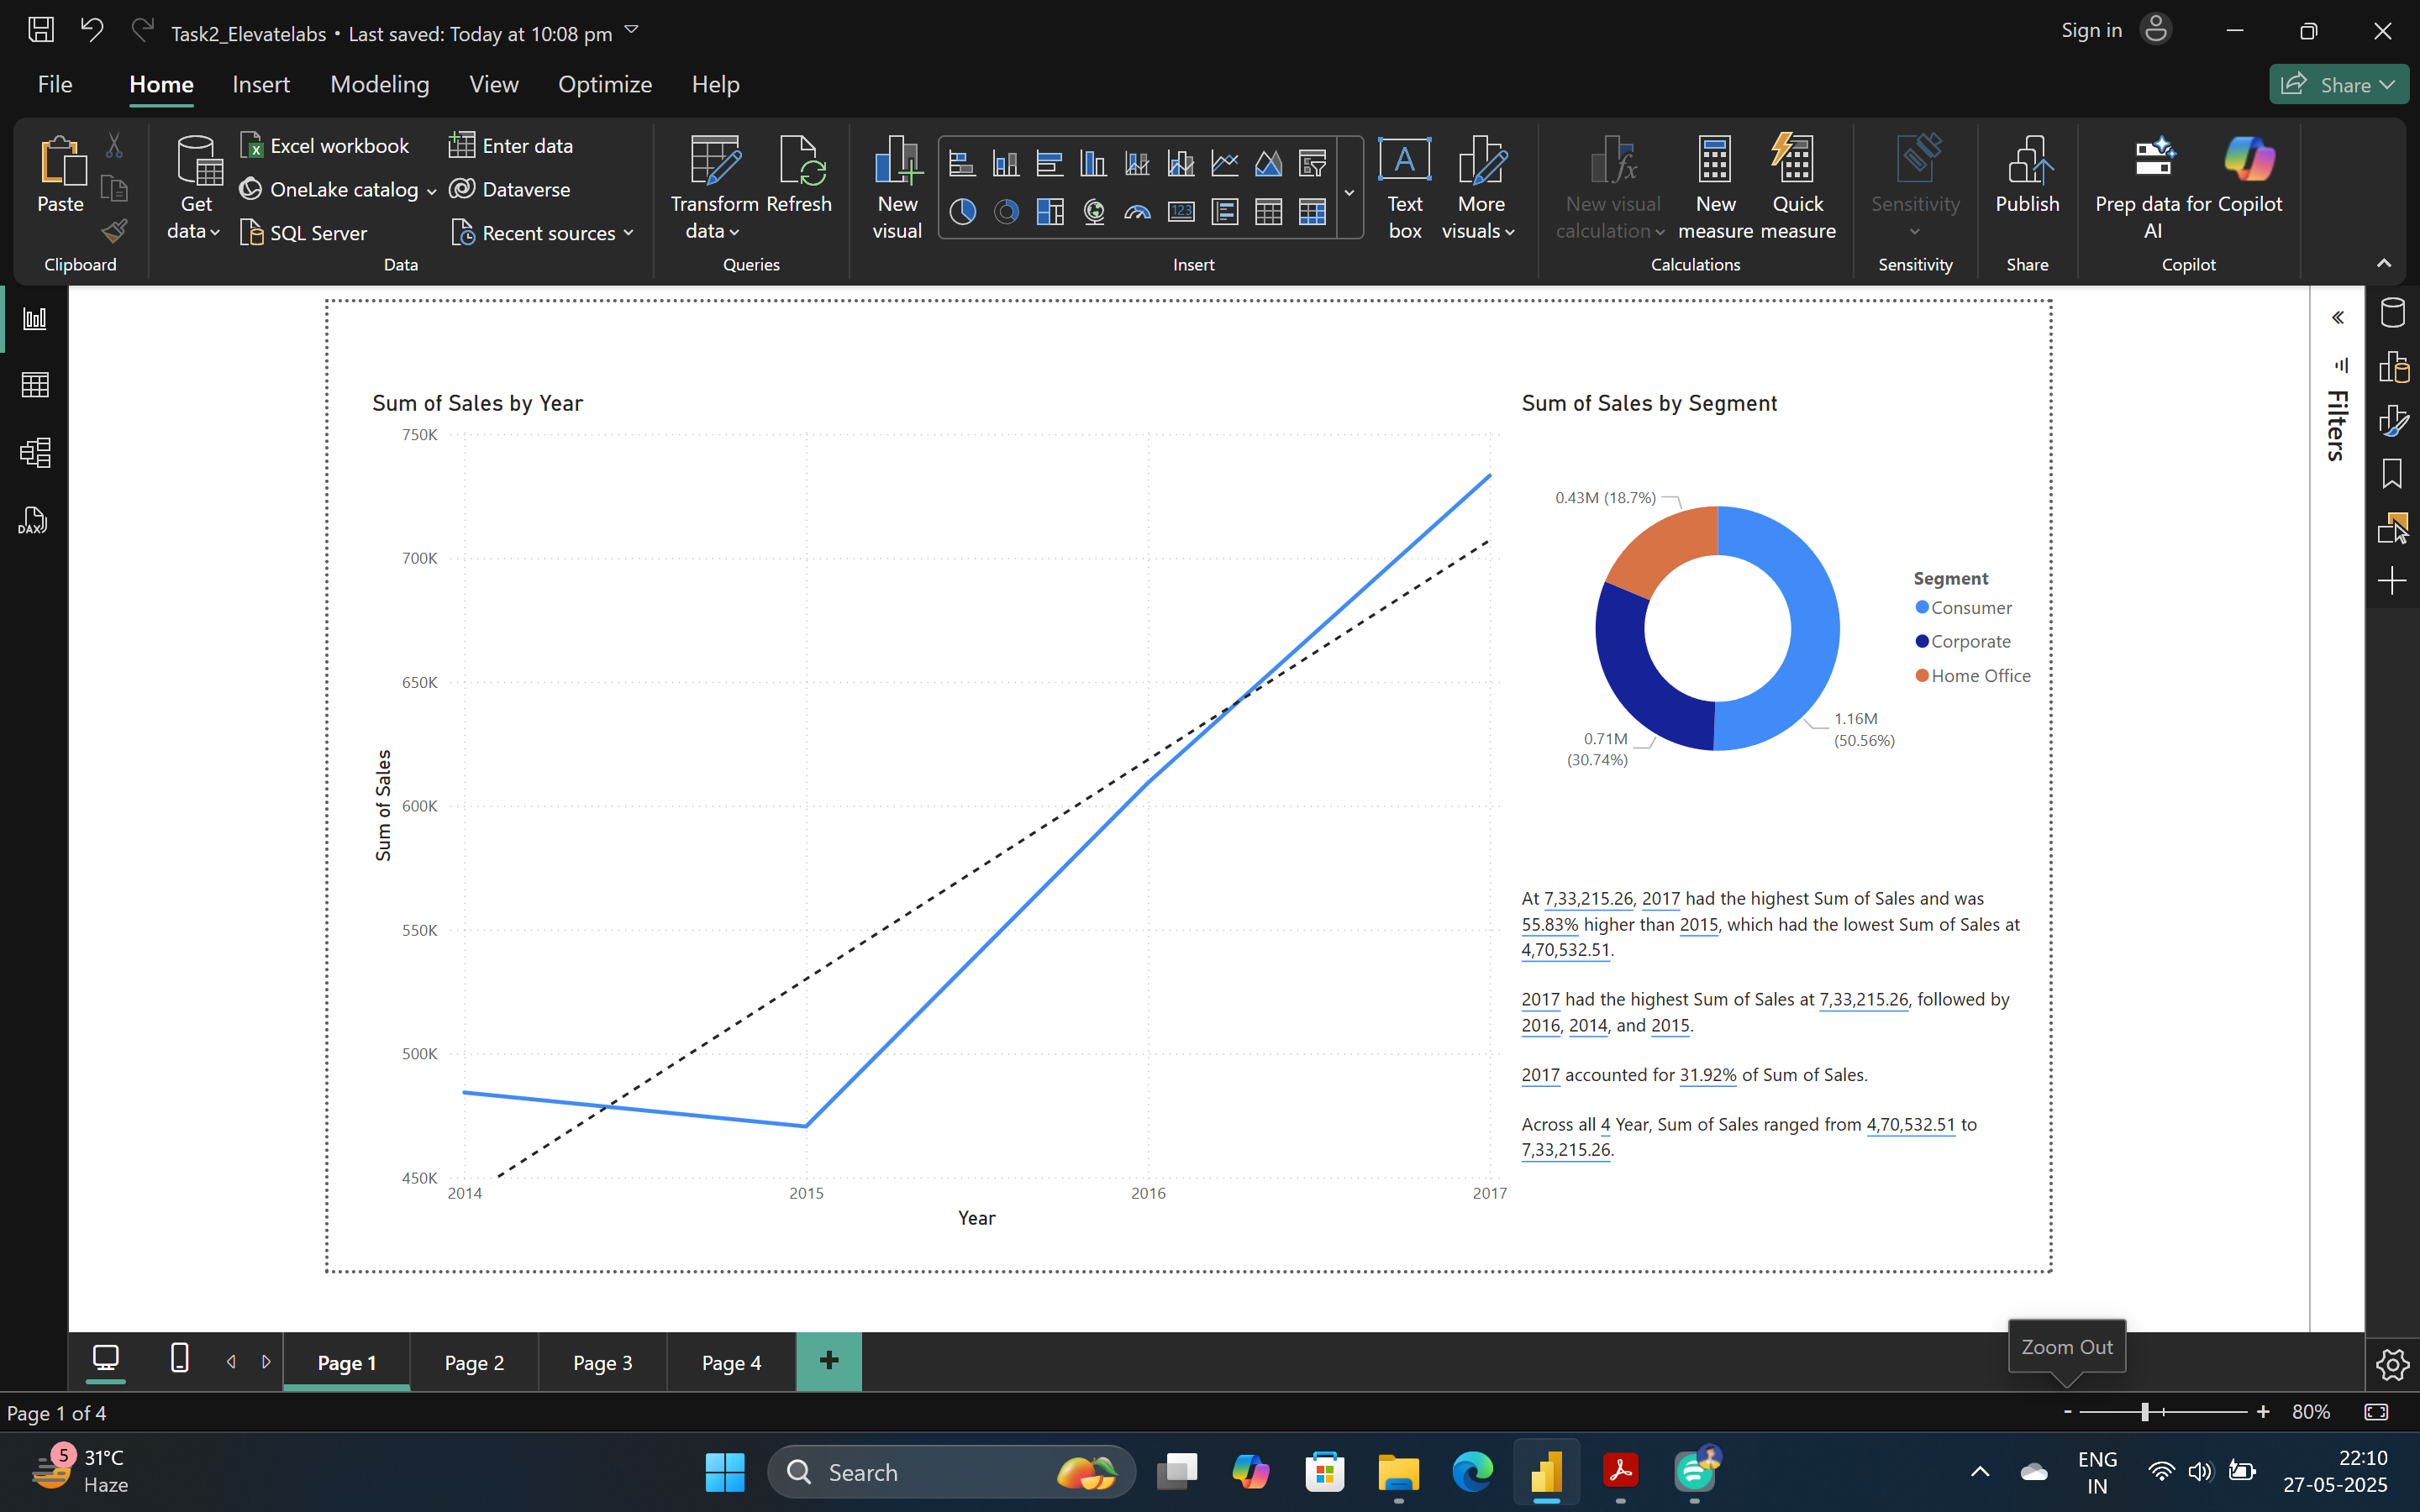 Task2_Elevatelabs • Last saved: Today at 10:08 pm
Sign in
File Home Insert Modeling View Optimize Help
Share
Paste
Clipboard
Get data
Excel workbook
OneLake catalog
SQL Server
Enter data
Dataverse
Recent sources
Data
Transform data
Refresh
Queries
New visual
123
Insert
A
Text box
More visuals
New visual calculation
New measure
Quick measure
Calculations
Sensitivity
Sensitivity
Publish
Share
Prep data for AI
Copilot
Copilot
DAX
Filters
Sum of Sales by Year
750K
700K
650K
600K
550K
500K
450K
Sum of Sales
2014 2015 2016 2017
Year
Sum of Sales by Segment
0.43M (18.7%)
0.71M
(30.74%)
1.16M
(50.56%)
Segment
Consumer
Corporate
Home Office
At 7,33,215.26, 2017 had the highest Sum of Sales and was
55.83% higher than 2015, which had the lowest Sum of Sales at
4,70,532.51.
2017 had the highest Sum of Sales at 7,33,215.26, followed by
2016, 2014, and 2015.
2017 accounted for 31.92% of Sum of Sales.
Across all 4 Year, Sum of Sales ranged from 4,70,532.51 to
7,33,215.26.
Page 1 Page 2 Page 3 Page 4 +
Zoom Out
Page 1 of 4
- + 80%
5
31°C
Haze
Search
ENG
IN
22:10
27-05-2025